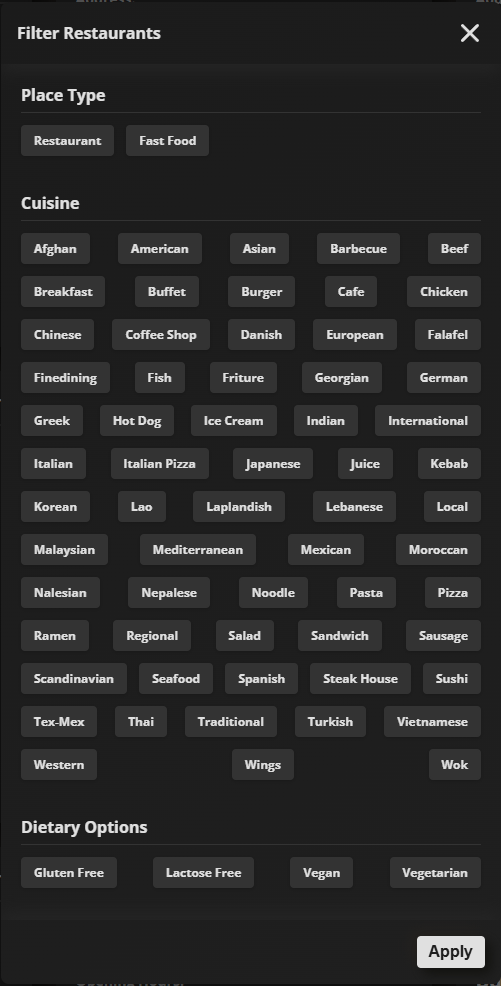 Filter Restaurants
Place Type
Restaurant Fast Food
Cuisine
Afghan American Asian Barbecue Beef
Breakfast Buffet Burger Cafe Chicken
Chinese Coffee Shop Danish European Falafel
Finedining Fish Friture Georgian German
Greek Hot Dog Ice Cream Indian International
Italian Italian Pizza Japanese Juice Kebab
Korean Lao Laplandish Lebanese Local
Malaysian Mediterranean Mexican Moroccan
Nalesian Nepalese Noodle Pasta Pizza
Ramen Regional Salad Sandwich Sausage
Scandinavian Seafood Spanish Steak House Sushi
Tex-Mex Thai Traditional Turkish Vietnamese
Western Wings Wok
Dietary Options
Gluten Free Lactose Free Vegan Vegetarian
Apply